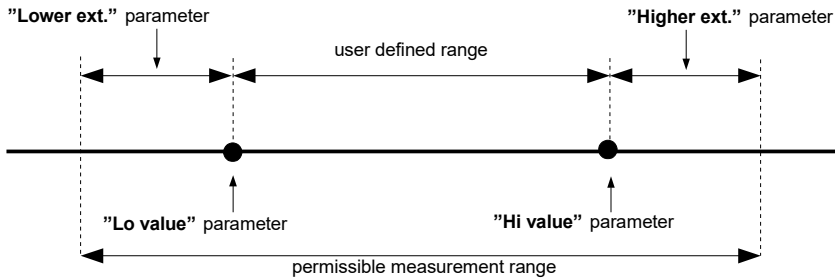 ”Lower ext.” parameter
”Higher ext.” parameter
user defined range
”Lo value” parameter
”Hi value” parameter
permissible measurement range